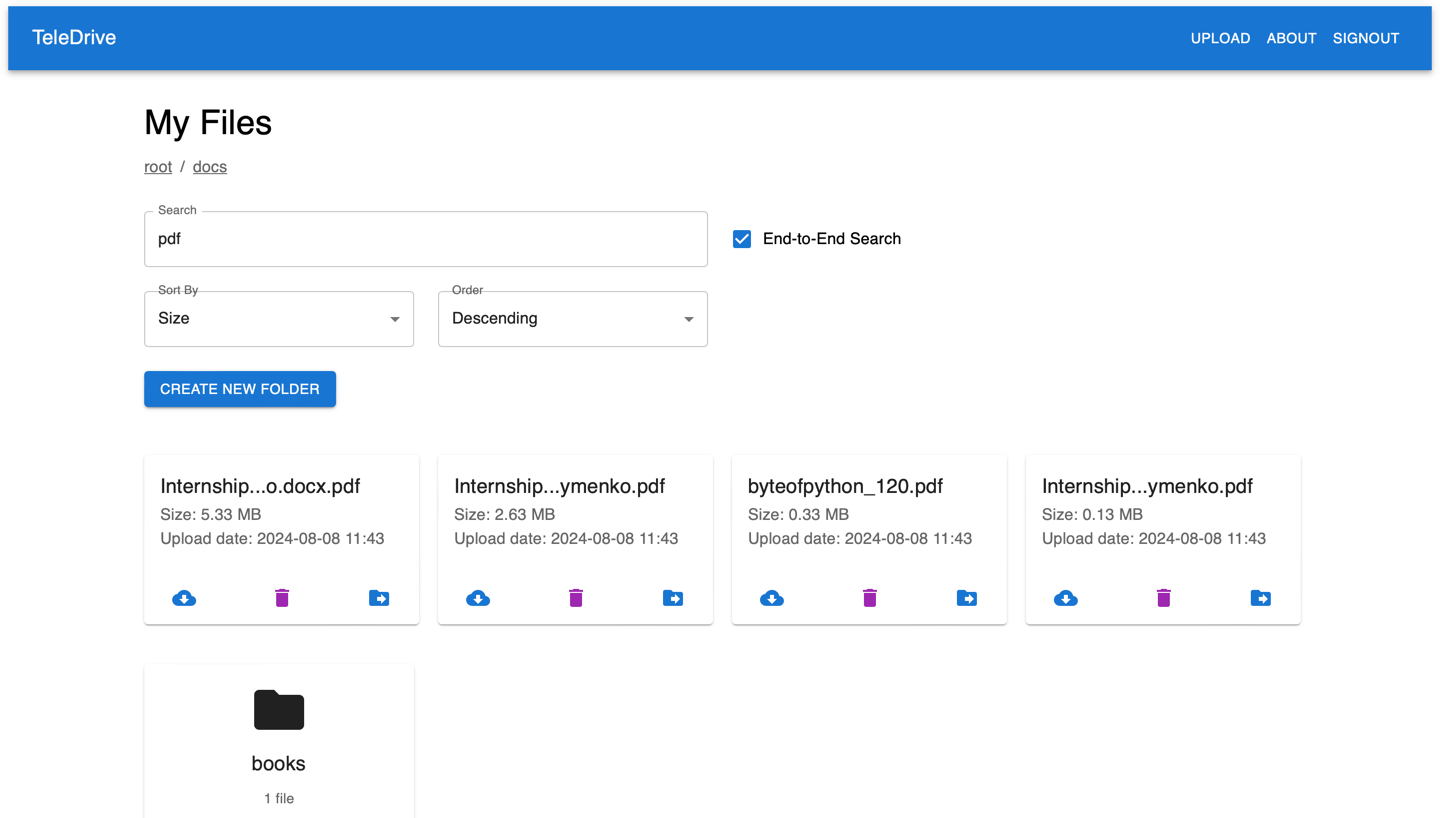 TeleDrive UPLOAD ABOUT SIGNOUT
My Files
root / docs
Search
pdf
End-to-End Search
Sort By Order
Size Descending
CREATE NEW FOLDER
Internship...o.docx.pdf
Size: 5.33 MB
Upload date: 2024-08-08 11:43
Internship...ymenko.pdf
Size: 2.63 MB
Upload date: 2024-08-08 11:43
byteofpython_120.pdf
Size: 0.33 MB
Upload date: 2024-08-08 11:43
Internship...ymenko.pdf
Size: 0.13 MB
Upload date: 2024-08-08 11:43
books
1 file